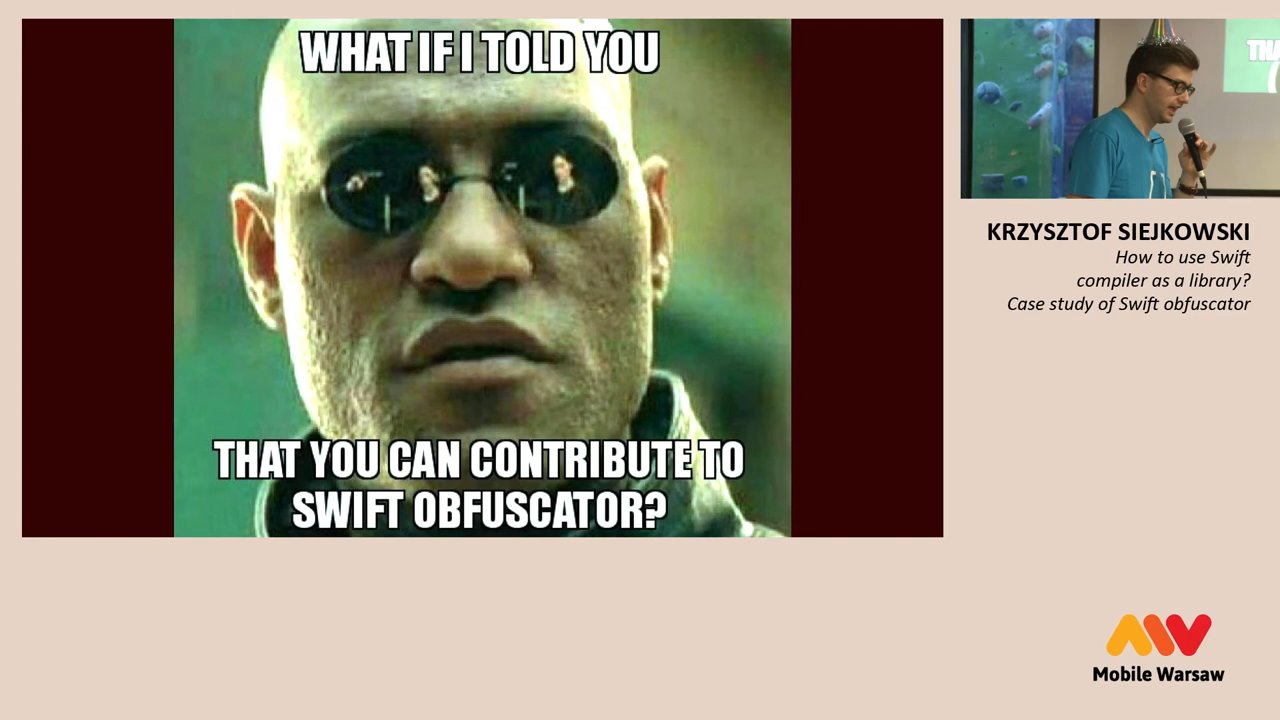 WHAT IF I TOLD YOU
THAT YOU CAN CONTRIBUTE TO
SWIFT OBFUSCATOR?
KRZYSZTOF SIEJKOWSKI
How to use Swift
compiler as a library?
Case study of Swift obfuscator
Mobile Warsaw